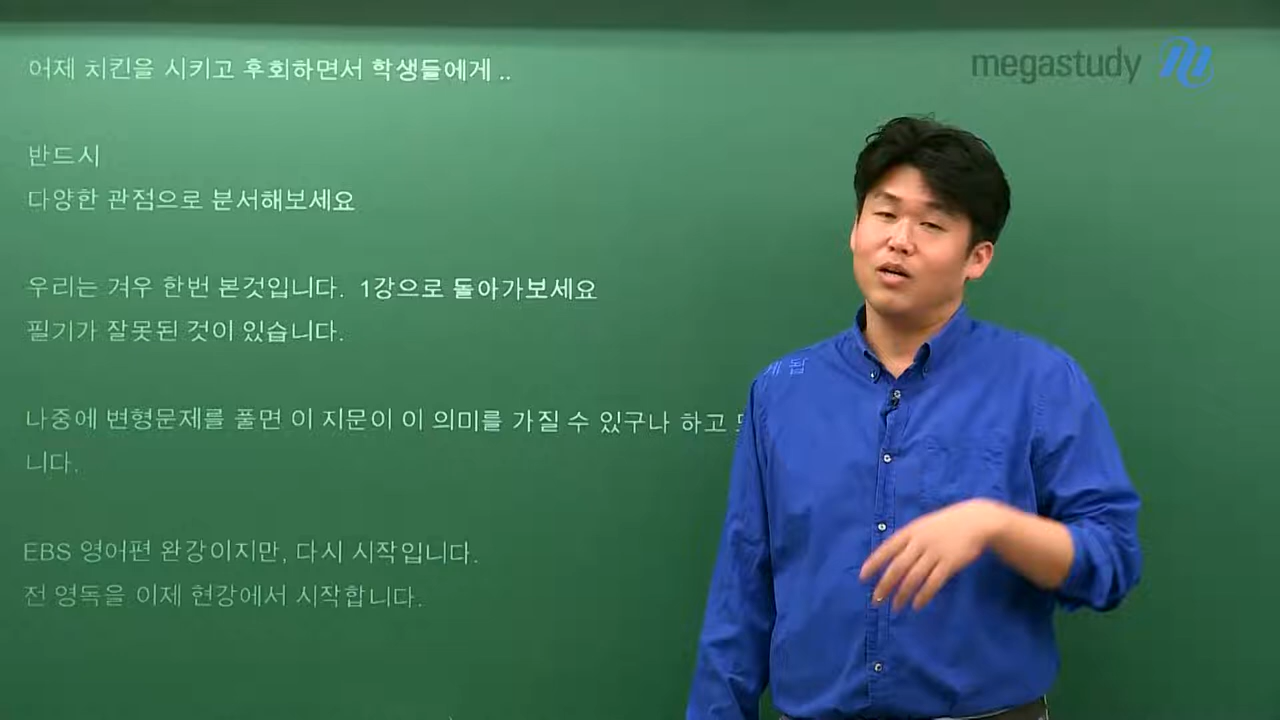 어제 치킨을 시키고 후회하면서 학생들에게 ..
megastudy
반드시
다양한 관점으로 분서해보세요
우리는 겨우 한번 본것입니다. 1강으로 돌아가보세요
필기가 잘못된 것이 있습니다.
나중에 변형문제를 풀면 이 지문이 이 의미를 가질 수 있구나 하고
니다.
EBS 영어편 완강이지만, 다시 시작입니다.
전 영독을 이제 현강에서 시작합니다.